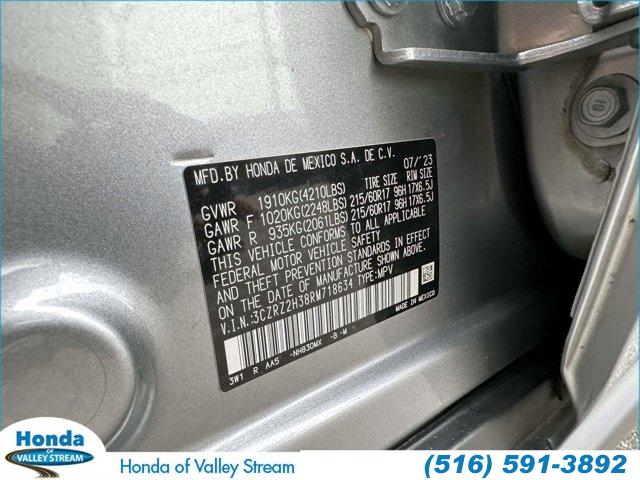 MFD.BY HONDA DE MEXICO S.A. DE C.V. 07/'23
TIRE SIZE RIM SIZE
GVWR 1910KG(4210LBS)
GAWR F 1020KG(2248LBS) 215/60R17 96H 17X6.5J
GAWR R 935KG(2061LBS) 215/60R17 96H 17X6.5J
THIS VEHICLE CONFORMS TO ALL APPLICABLE
FEDERAL MOTOR VEHICLE SAFETY
AND THEFT PREVENTION STANDARDS IN EFFECT
ON THE DATE OF MANUFACTURE SHOWN ABOVE.
V.I.N.:3CZRZ2H38RM718634 TYPE:MPV
MADE IN MEXICO
3W1 R AA5 -NH830MX -B -M
Honda
of
VALLEY STREAM
Honda of Valley Stream
(516) 591-3892